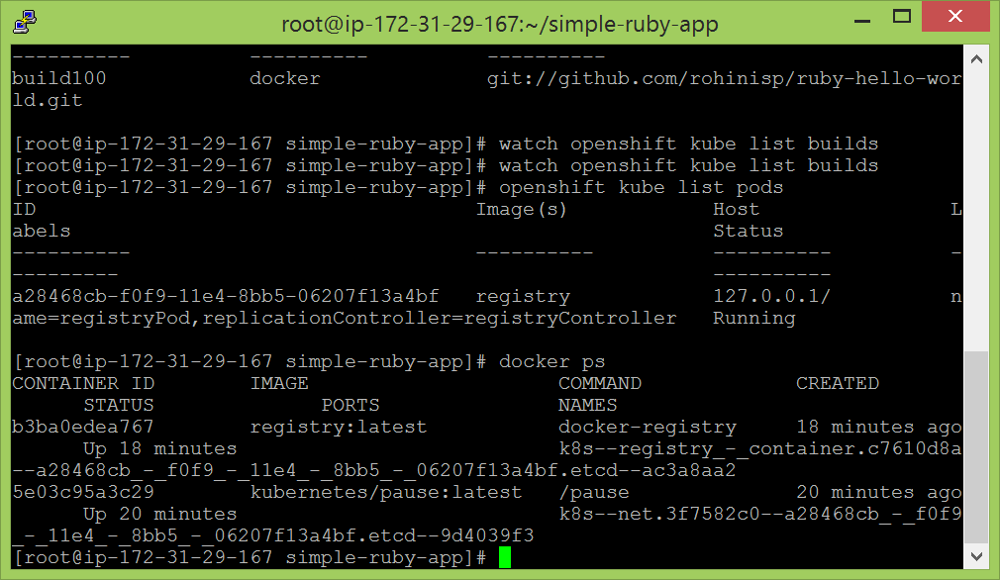 root@ip-172-31-29-167:~/simple-ruby-app
----------          ----------          ----------
build100            docker              git://github.com/rohinisp/ruby-hello-wor
ld.git
[root@ip-172-31-29-167 simple-ruby-app]# watch openshift kube list builds
[root@ip-172-31-29-167 simple-ruby-app]# watch openshift kube list builds
[root@ip-172-31-29-167 simple-ruby-app]# openshift kube list pods
ID                                     Image(s)            Host                L
abels                                                      Status
----------                             ----------          ----------          -
---------                                                  ----------
a28468cb-f0f9-11e4-8bb5-06207f13a4bf   registry            127.0.0.1/          n
ame=registryPod,replicationController=registryController   Running
[root@ip-172-31-29-167 simple-ruby-app]# docker ps
CONTAINER ID        IMAGE                     COMMAND             CREATED
      STATUS              PORTS               NAMES
b3ba0edea767        registry:latest           docker-registry     18 minutes ago
      Up 18 minutes                           k8s--registry_-_container.c7610d8a
--a28468cb_-_f0f9_-_11e4_-_8bb5_-_06207f13a4bf.etcd--ac3a8aa2
5e03c95a3c29        kubernetes/pause:latest   /pause              20 minutes ago
      Up 20 minutes                           k8s--net.3f7582c0--a28468cb_-_f0f9
_-_11e4_-_8bb5_-_06207f13a4bf.etcd--9d4039f3
[root@ip-172-31-29-167 simple-ruby-app]#